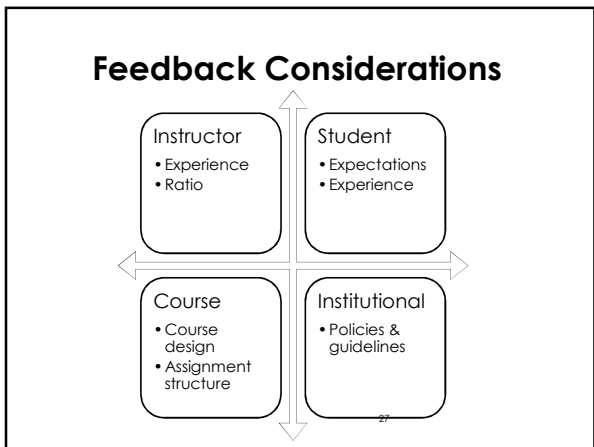 Feedback Considerations
Instructor
• Experience
• Ratio
Student
• Expectations
• Experience
Course
• Course
design
• Assignment
structure
Institutional
• Policies &
guidelines
27